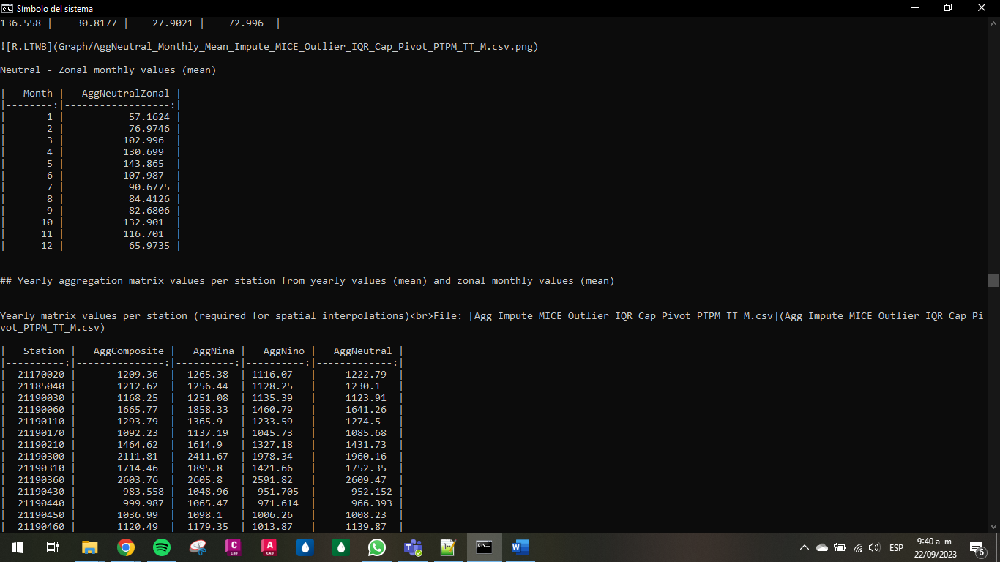 Símbolo del sistema
136.558 |    30.8177 |    27.9021 |    72.996  |
![R.LTWB](Graph/AggNeutral_Monthly_Mean_Impute_MICE_Outlier_IQR_Cap_Pivot_PTPM_TT_M.csv.png)
Neutral - Zonal monthly values (mean)
|   Month |   AggNeutralZonal |
|--------:|------------------:|
|       1 |           57.1624 |
|       2 |           76.9746 |
|       3 |          102.996  |
|       4 |          130.699  |
|       5 |          143.865  |
|       6 |          107.987  |
|       7 |           90.6775 |
|       8 |           84.4126 |
|       9 |           82.6806 |
|      10 |          132.901  |
|      11 |          116.701  |
|      12 |           65.9735 |
## Yearly aggregation matrix values per station from yearly values (mean) and zonal monthly values (mean)
Yearly matrix values per station (required for spatial interpolations)<br>File: [Agg_Impute_MICE_Outlier_IQR_Cap_Pivot_PTPM_TT_M.csv](Agg_Impute_MICE_Outlier_IQR_Cap_Pi
vot_PTPM_TT_M.csv)
|   Station |   AggComposite |   AggNina |   AggNino |   AggNeutral |
|----------:|---------------:|----------:|----------:|-------------:|
|  21170020 |       1209.36  |  1265.38  | 1116.07   |     1222.79  |
|  21185040 |       1212.62  |  1256.44  | 1128.25   |     1230.1   |
|  21190030 |       1168.25  |  1251.08  | 1135.39   |     1123.91  |
|  21190060 |       1665.77  |  1858.33  | 1460.79   |     1641.26  |
|  21190110 |       1293.79  |  1365.9   | 1233.59   |     1274.5   |
|  21190170 |       1092.23  |  1137.19  | 1045.73   |     1085.68  |
|  21190210 |       1464.62  |  1614.9   | 1327.18   |     1431.73  |
|  21190300 |       2111.81  |  2411.67  | 1978.34   |     1960.16  |
|  21190310 |       1714.46  |  1895.8   | 1421.66   |     1752.35  |
|  21190360 |       2603.76  |  2605.8   | 2591.82   |     2609.47  |
|  21190430 |        983.558 |  1048.96  |  951.705  |      952.152 |
|  21190440 |        999.987 |  1065.47  |  971.614  |      966.393 |
|  21190450 |       1036.99  |  1098.1   | 1006.26   |     1008.23  |
|  21190460 |       1120.49  |  1179.35  | 1013.87   |     1139.87  |
ESP
9:40 a. m.
22/09/2023
6